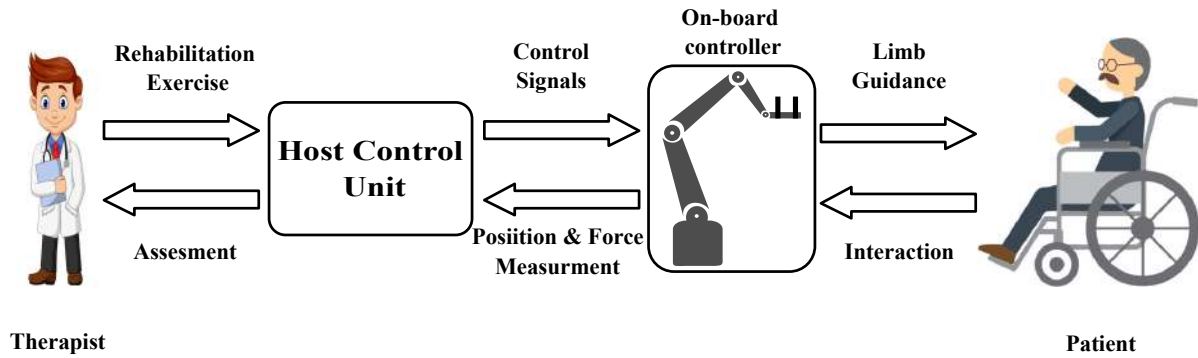 Rehabilitation
Exercise
Host Control
Unit
Assesment
Control
Signals
Posiition & Force
Measurment
On-board
controller
Limb
Guidance
Interaction
Therapist
Patient